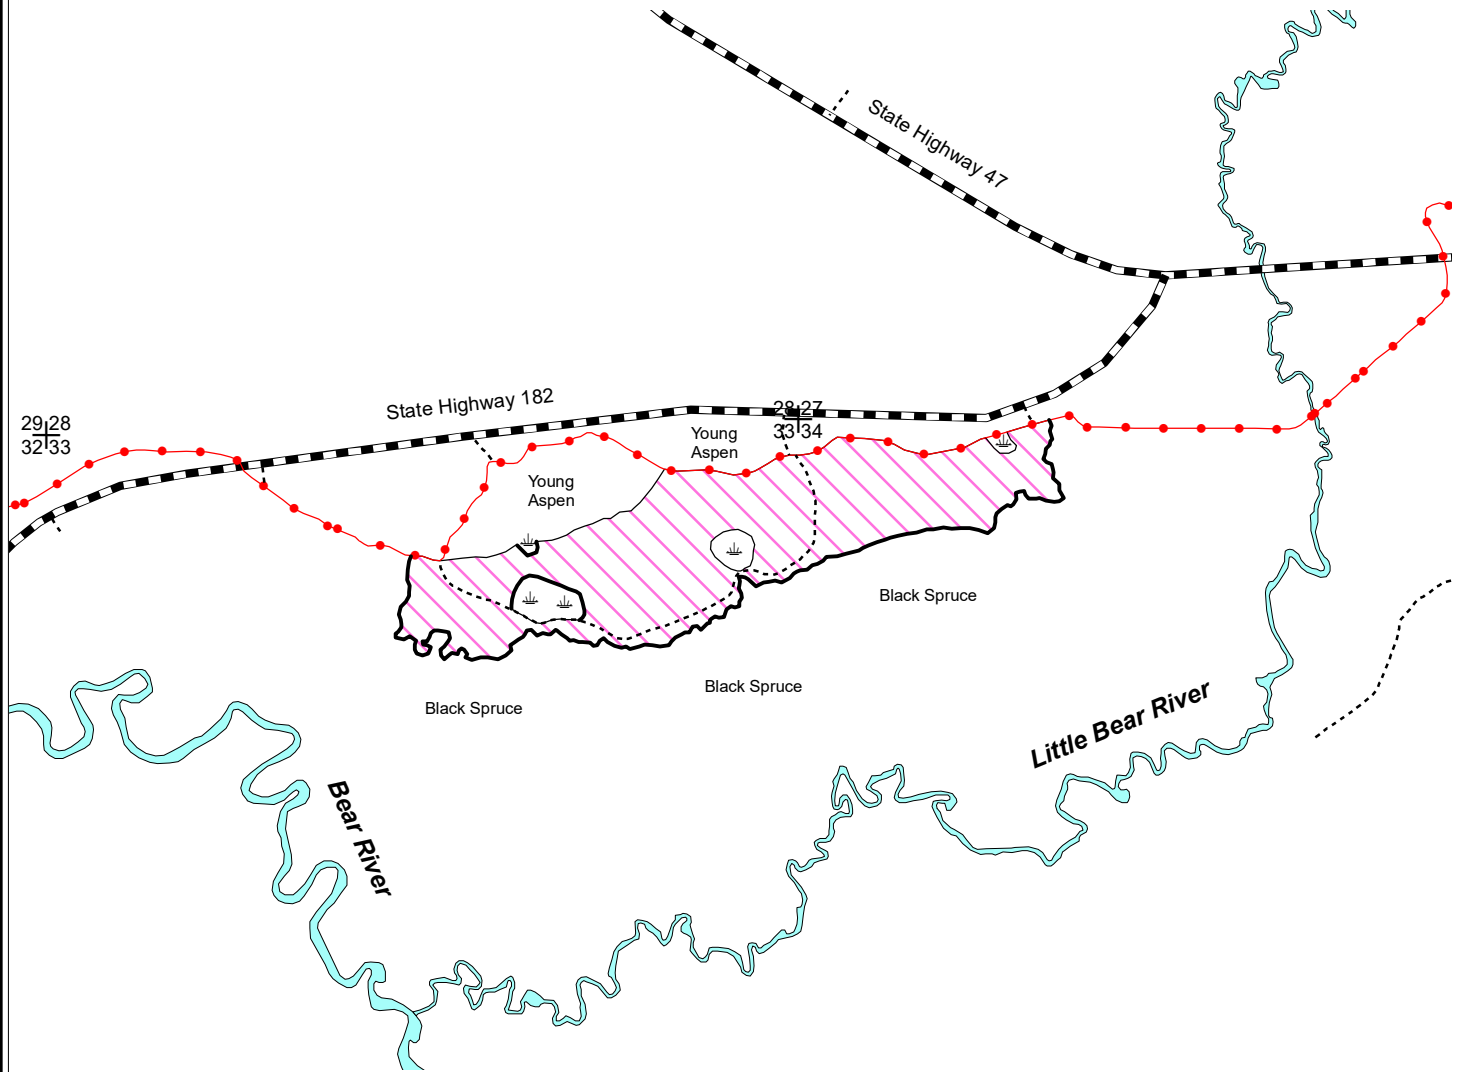 State Highway 47
State Highway 182
29 28
32 33
28 27
33 34
Young
Aspen
Young
Aspen
Black Spruce
Black Spruce
Black Spruce
Little Bear River
Bear River